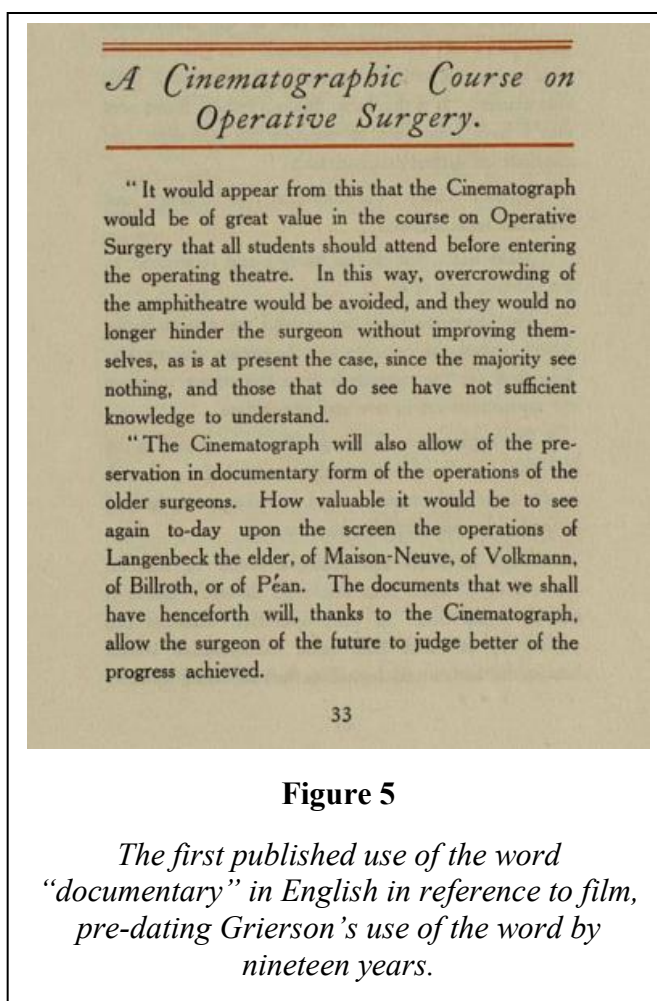 A Cinematographic Course on
Operative Surgery.
“ It would appear from this that the Cinematograph
would be of great value in the course on Operative
Surgery that all students should attend before entering
the operating theatre. In this way, overcrowding of
the amphitheatre would be avoided, and they would no
longer hinder the surgeon without improving them-
selves, as is at present the case, since the majority see
nothing, and those that do see have not sufficient
knowledge to understand.
“ The Cinematograph will also allow of the pre-
servation in documentary form of the operations of the
older surgeons. How valuable it would be to see
again to-day upon the screen the operations of
Langenbeck the elder, of Maison-Neuve, of Volkmann,
of Billroth, or of Péan. The documents that we shall
have henceforth will, thanks to the Cinematograph,
allow the surgeon of the future to judge better of the
progress achieved.
33
Figure 5
The first published use of the word
“documentary” in English in reference to film,
pre-dating Grierson’s use of the word by
nineteen years.